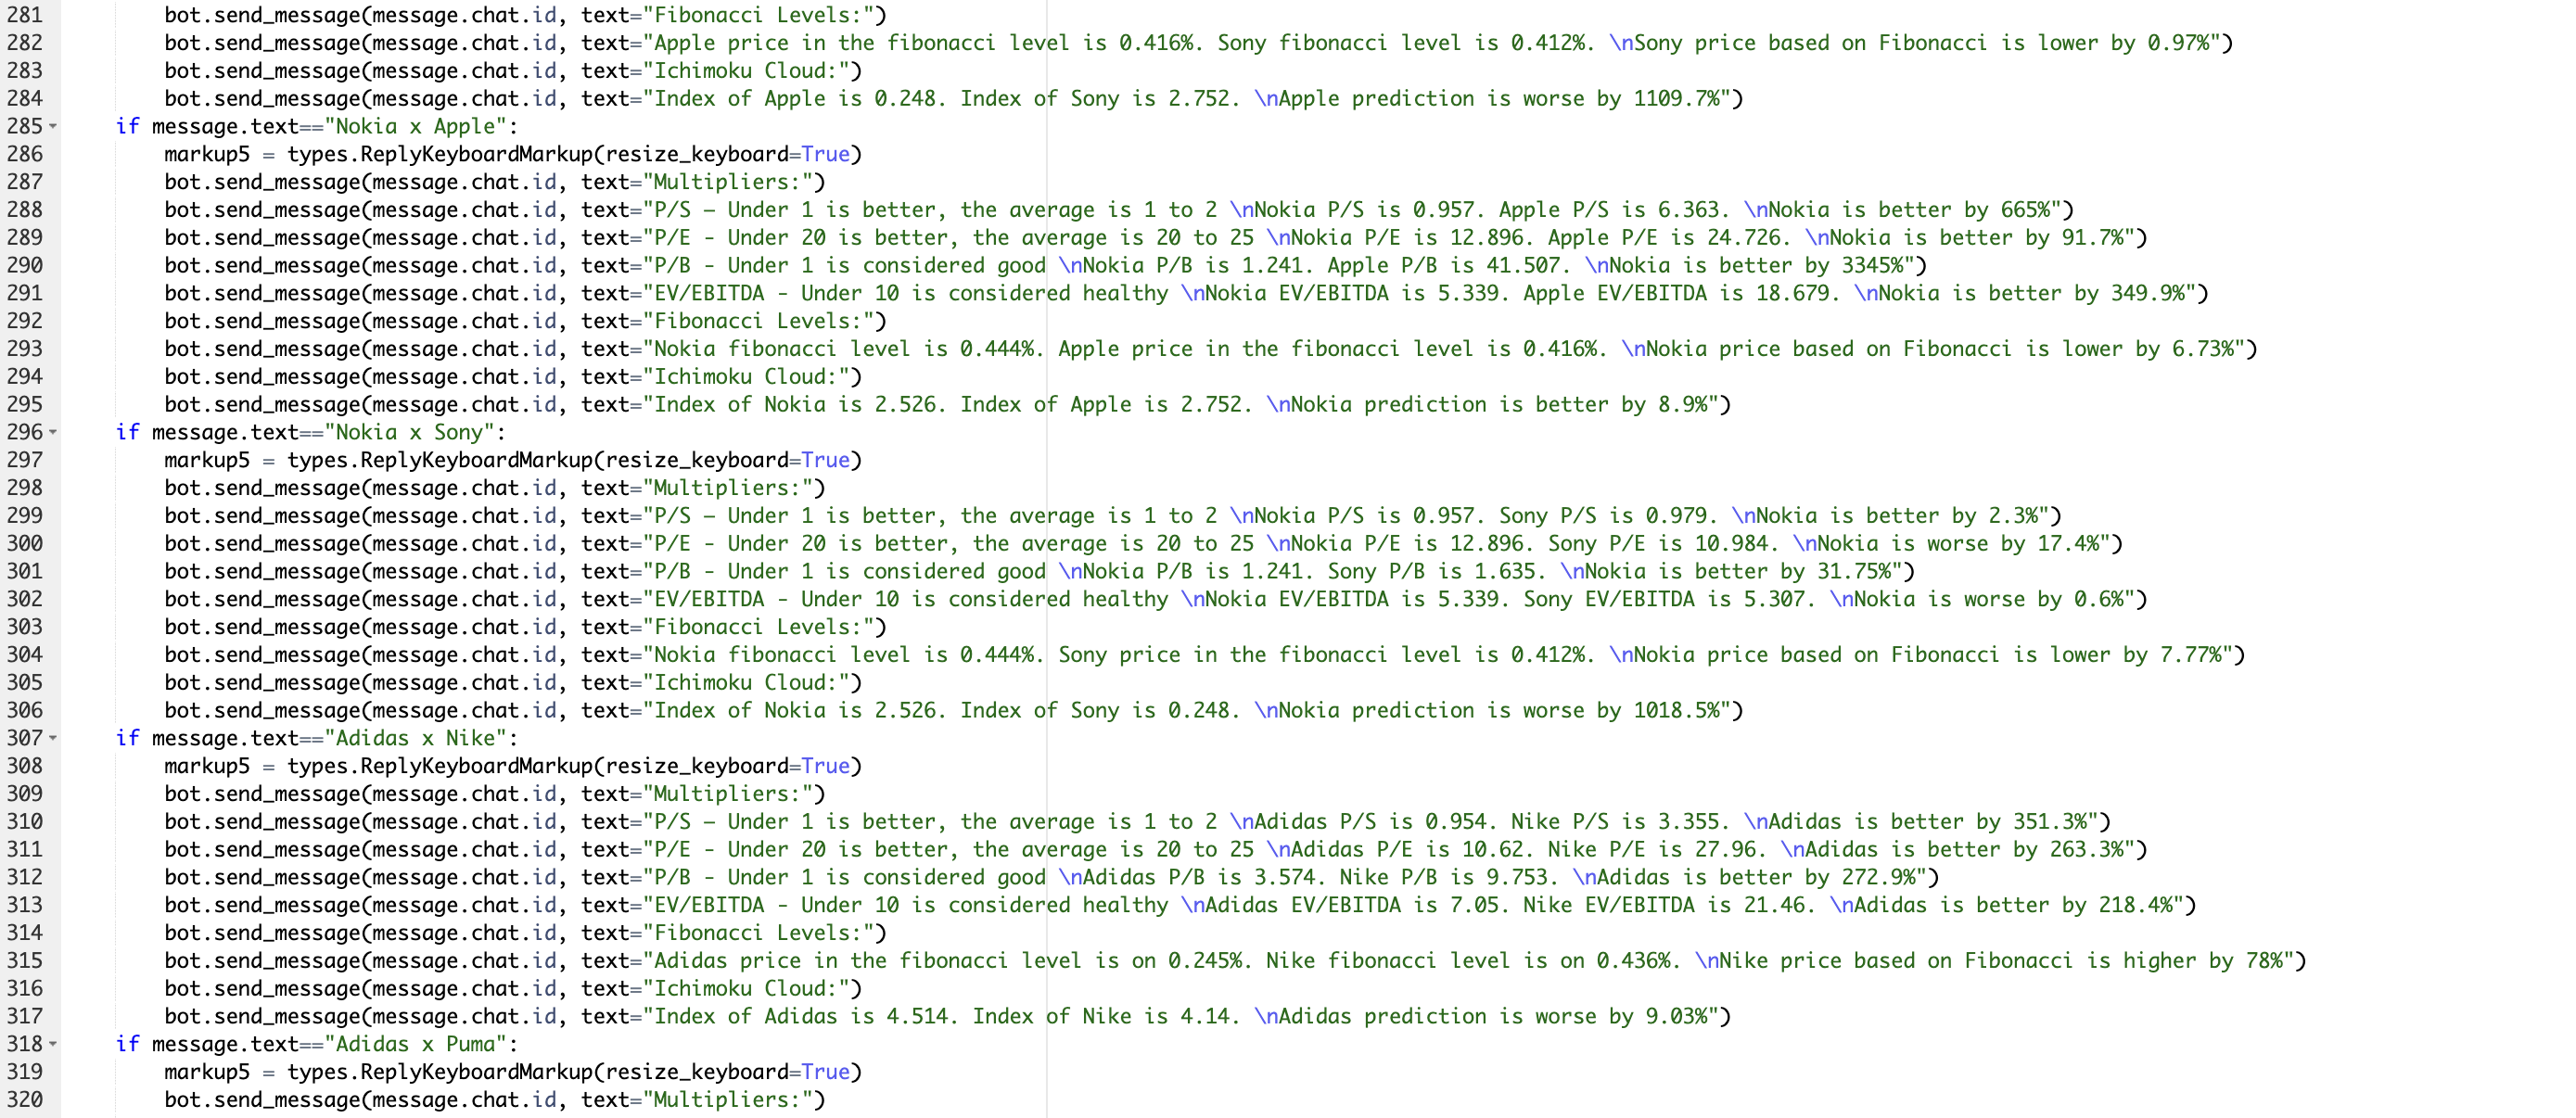 281 bot.send_message(message.chat.id, text="Fibonacci Levels:")
282 bot.send_message(message.chat.id, text="Apple price in the fibonacci level is 0.416%. Sony fibonacci level is 0.412%. \nSony price based on Fibonacci is lower by 0.97%")
283 bot.send_message(message.chat.id, text="Ichimoku Cloud:")
284 bot.send_message(message.chat.id, text="Index of Apple is 0.248. Index of Sony is 2.752. \nApple prediction is worse by 1109.7%")
285 if message.text=="Nokia x Apple":
286 markup5 = types.ReplyKeyboardMarkup(resize_keyboard=True)
287 bot.send_message(message.chat.id, text="Multipliers:")
288 bot.send_message(message.chat.id, text="P/S – Under 1 is better, the average is 1 to 2 \nNokia P/S is 0.957. Apple P/S is 6.363. \nNokia is better by 665%")
289 bot.send_message(message.chat.id, text="P/E - Under 20 is better, the average is 20 to 25 \nNokia P/E is 12.896. Apple P/E is 24.726. \nNokia is better by 91.7%")
290 bot.send_message(message.chat.id, text="P/B - Under 1 is considered good \nNokia P/B is 1.241. Apple P/B is 41.507. \nNokia is better by 3345%")
291 bot.send_message(message.chat.id, text="EV/EBITDA - Under 10 is considered healthy \nNokia EV/EBITDA is 5.339. Apple EV/EBITDA is 18.679. \nNokia is better by 349.9%")
292 bot.send_message(message.chat.id, text="Fibonacci Levels:")
293 bot.send_message(message.chat.id, text="Nokia fibonacci level is 0.444%. Apple price in the fibonacci level is 0.416%. \nNokia price based on Fibonacci is lower by 6.73%")
294 bot.send_message(message.chat.id, text="Ichimoku Cloud:")
295 bot.send_message(message.chat.id, text="Index of Nokia is 2.526. Index of Apple is 2.752. \nNokia prediction is better by 8.9%")
296 if message.text=="Nokia x Sony":
297 markup5 = types.ReplyKeyboardMarkup(resize_keyboard=True)
298 bot.send_message(message.chat.id, text="Multipliers:")
299 bot.send_message(message.chat.id, text="P/S – Under 1 is better, the average is 1 to 2 \nNokia P/S is 0.957. Sony P/S is 0.979. \nNokia is better by 2.3%")
300 bot.send_message(message.chat.id, text="P/E - Under 20 is better, the average is 20 to 25 \nNokia P/E is 12.896. Sony P/E is 10.984. \nNokia is worse by 17.4%")
301 bot.send_message(message.chat.id, text="P/B - Under 1 is considered good \nNokia P/B is 1.241. Sony P/B is 1.635. \nNokia is better by 31.75%")
302 bot.send_message(message.chat.id, text="EV/EBITDA - Under 10 is considered healthy \nNokia EV/EBITDA is 5.339. Sony EV/EBITDA is 5.307. \nNokia is worse by 0.6%")
303 bot.send_message(message.chat.id, text="Fibonacci Levels:")
304 bot.send_message(message.chat.id, text="Nokia fibonacci level is 0.444%. Sony price in the fibonacci level is 0.412%. \nNokia price based on Fibonacci is lower by 7.77%")
305 bot.send_message(message.chat.id, text="Ichimoku Cloud:")
306 bot.send_message(message.chat.id, text="Index of Nokia is 2.526. Index of Sony is 0.248. \nNokia prediction is worse by 1018.5%")
307 if message.text=="Adidas x Nike":
308 markup5 = types.ReplyKeyboardMarkup(resize_keyboard=True)
309 bot.send_message(message.chat.id, text="Multipliers:")
310 bot.send_message(message.chat.id, text="P/S – Under 1 is better, the average is 1 to 2 \nAdidas P/S is 0.954. Nike P/S is 3.355. \nAdidas is better by 351.3%")
311 bot.send_message(message.chat.id, text="P/E - Under 20 is better, the average is 20 to 25 \nAdidas P/E is 10.62. Nike P/E is 27.96. \nAdidas is better by 263.3%")
312 bot.send_message(message.chat.id, text="P/B - Under 1 is considered good \nAdidas P/B is 3.574. Nike P/B is 9.753. \nAdidas is better by 272.9%")
313 bot.send_message(message.chat.id, text="EV/EBITDA - Under 10 is considered healthy \nAdidas EV/EBITDA is 7.05. Nike EV/EBITDA is 21.46. \nAdidas is better by 218.4%")
314 bot.send_message(message.chat.id, text="Fibonacci Levels:")
315 bot.send_message(message.chat.id, text="Adidas price in the fibonacci level is on 0.245%. Nike fibonacci level is on 0.436%. \nNike price based on Fibonacci is higher by 78%")
316 bot.send_message(message.chat.id, text="Ichimoku Cloud:")
317 bot.send_message(message.chat.id, text="Index of Adidas is 4.514. Index of Nike is 4.14. \nAdidas prediction is worse by 9.03%")
318 if message.text=="Adidas x Puma":
319 markup5 = types.ReplyKeyboardMarkup(resize_keyboard=True)
320 bot.send_message(message.chat.id, text="Multipliers:")